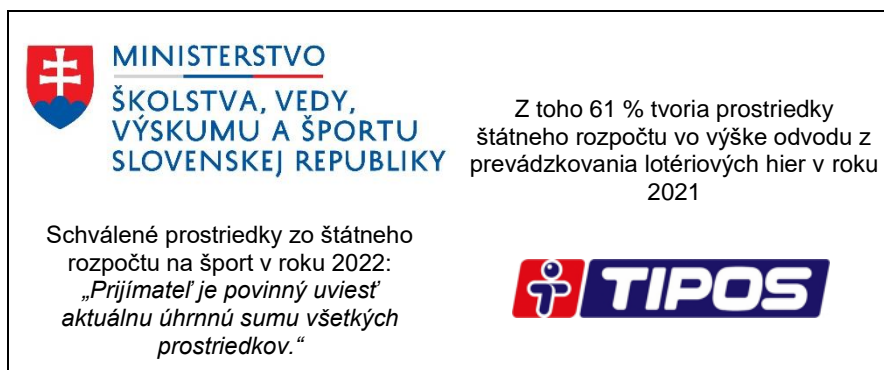 MINISTERSTVO
ŠKOLSTVA, VEDY,
VÝSKUMU A ŠPORTU
SLOVENSKEJ REPUBLIKY
Z toho 61 % tvoria prostriedky
štátneho rozpočtu vo výške odvodu z
prevádzkovania lotériových hier v roku
2021
Schválené prostriedky zo štátneho
rozpočtu na šport v roku 2022:
„Prijímateľ je povinný uviesť
aktuálnu úhrnnú sumu všetkých
prostriedkov.“
TIPOS